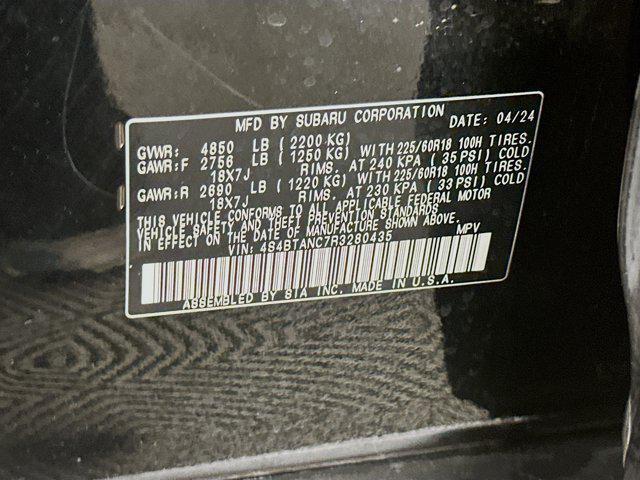 MFD BY SUBARU CORPORATION DATE: 04/24
GVWR: 4850 LB (2200 KG)
GAWR:F 2756 LB (1250 KG) WITH 225/60R18 100H TIRES.
18X7J RIMS. AT 240 KPA (35 PSI) COLD
GAWR:R 2690 LB (1220 KG) WITH 225/60R18 100H TIRES.
18X7J RIMS. AT 230 KPA (33 PSI) COLD
THIS VEHICLE CONFORMS TO ALL APPLICABLE FEDERAL MOTOR
VEHICLE SAFETY AND THEFT PREVENTION STANDARDS
IN EFFECT ON THE DATE OF MANUFACTURE SHOWN ABOVE.
VIN: 4S4BTANC7R3280435 MPV
ASSEMBLED BY SIA INC. MADE IN U.S.A.